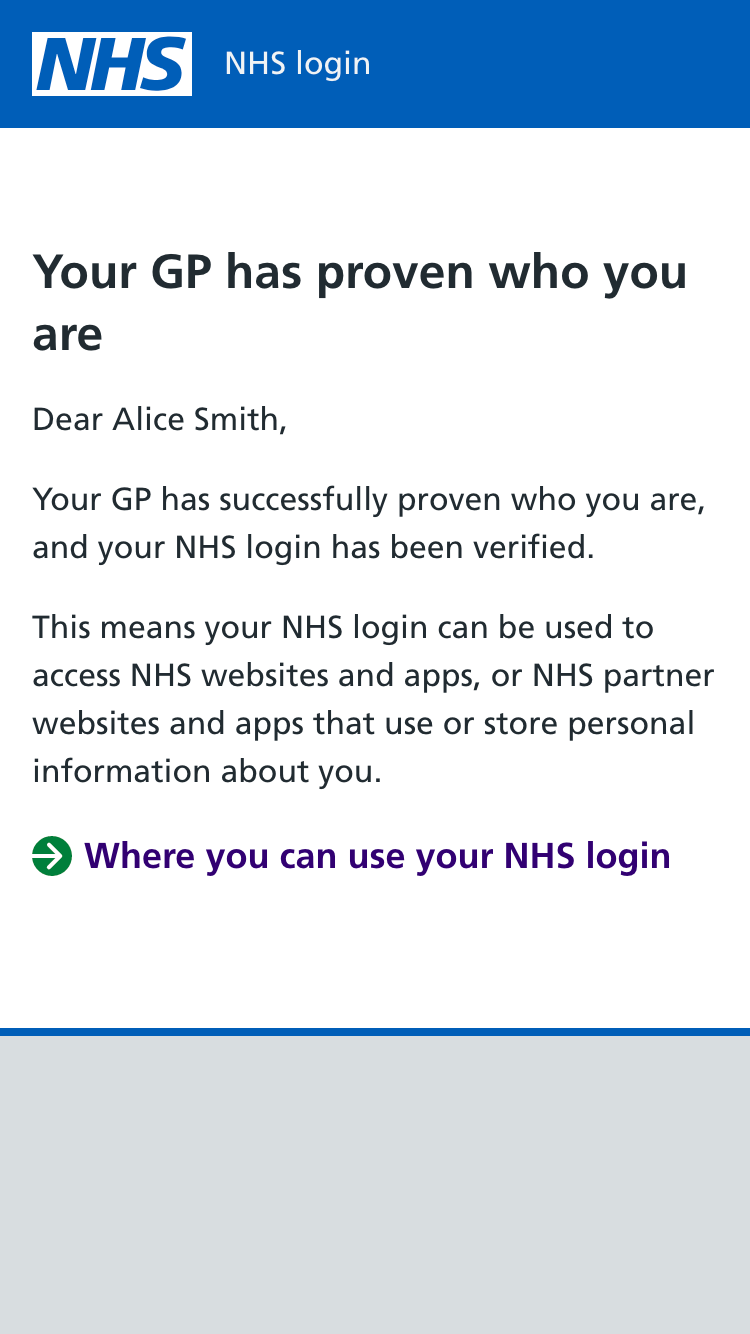 NHS NHS login
Your GP has proven who you
are
Dear Alice Smith,
Your GP has successfully proven who you are,
and your NHS login has been verified.
This means your NHS login can be used to
access NHS websites and apps, or NHS partner
websites and apps that use or store personal
information about you.
Where you can use your NHS login